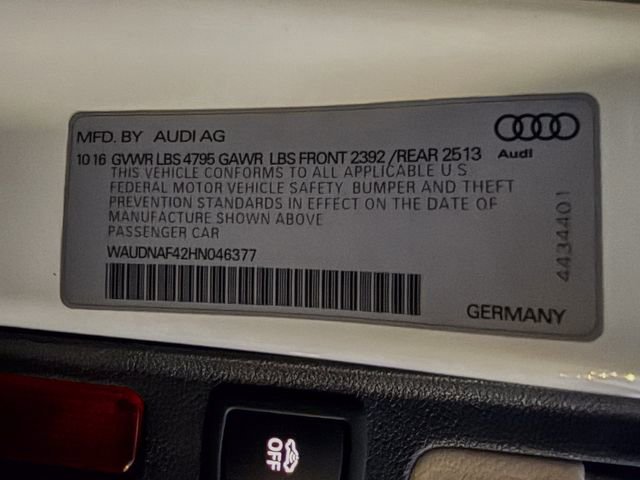 MFD. BY AUDI AG
10 16 GVWR LBS 4795 GAWR LBS FRONT 2392 /REAR 2513
Audi
THIS VEHICLE CONFORMS TO ALL APPLICABLE U S
FEDERAL MOTOR VEHICLE SAFETY, BUMPER AND THEFT
PREVENTION STANDARDS IN EFFECT ON THE DATE OF
MANUFACTURE SHOWN ABOVE
PASSENGER CAR
WAUDNAF42HN046377
4434401
GERMANY
OFF